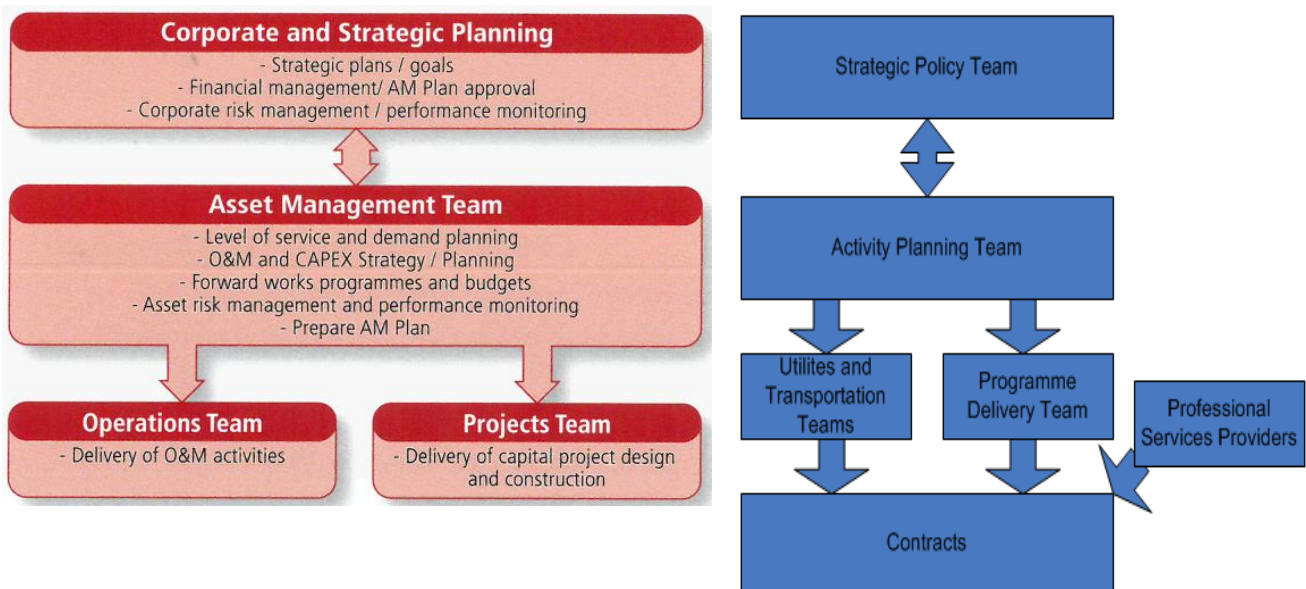 Corporate and Strategic Planning
- Strategic plans / goals
- Financial management/ AM Plan approval
- Corporate risk management / performance monitoring
Asset Management Team
- Level of service and demand planning
- O&M and CAPEX Strategy / Planning
- Forward works programmes and budgets
- Asset risk management and performance monitoring
- Prepare AM Plan
Operations Team
- Delivery of O&M activities
Projects Team
- Delivery of capital project design
and construction
Strategic Policy Team
Activity Planning Team
Utilites and
Transportation
Teams
Programme
Delivery Team
Professional
Services Providers
Contracts